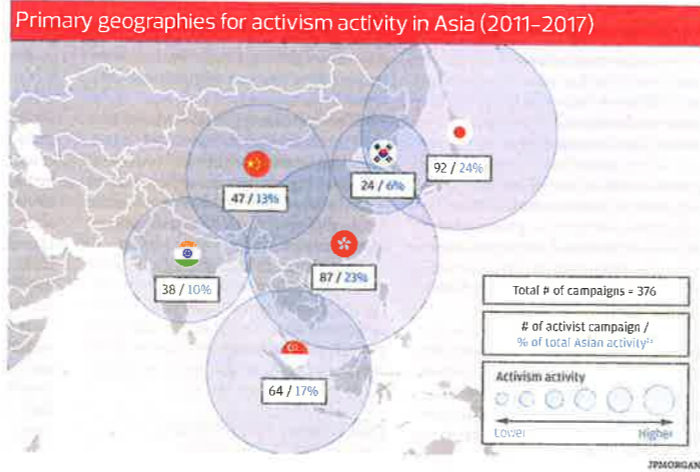 Primary geographies for activism activity in Asia (2011–2017)
92 / 24%
24 / 6%
47 / 13%
87 / 23%
38 / 10%
64 / 17%
Total # of campaigns = 376
# of activist campaign /
% of total Asian activity
Activism activity
Lower
Higher
JPMORGAN